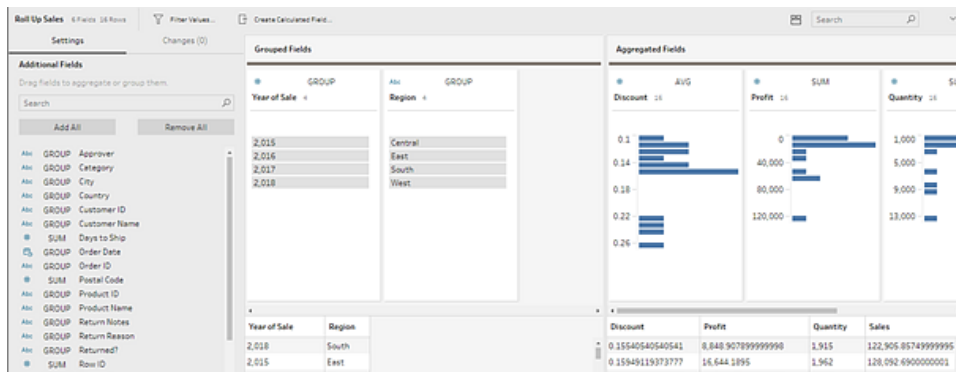 Roll Up Sales 6 Fields 16 Rows Filter Values... Create Calculated Field... Search
Settings Changes (0)
Additional Fields
Drag fields to aggregate or group them.
Search
Add All Remove All
Abc GROUP Approver
Abc GROUP Category
Abc GROUP City
Abc GROUP Country
Abc GROUP Customer ID
Abc GROUP Customer Name
# SUM Days to Ship
GROUP Order Date
Abc GROUP Order ID
# SUM Postal Code
Abc GROUP Product ID
Abc GROUP Product Name
Abc GROUP Return Notes
Abc GROUP Return Reason
Abc GROUP Returned?
# SUM Row ID
Grouped Fields
# GROUP
Year of Sale 4
2,015
2,016
2,017
2,018
Abc GROUP
Region 4
Central
East
South
West
Aggregated Fields
# AVG
Discount 16
0.1
0.14
0.18
0.22
0.26
# SUM
Profit 16
0
40,000
80,000
120,000
# 
Quantity 16
1,000
5,000
9,000
13,000
Year of Sale Region
2,018 South
2,015 East
Discount Profit Quantity Sales
0.15540540540541 8,848.907899999998 1,915 122,905.85749999995
0.15949119373777 16,644.1895 1,962 128,092.6900000001